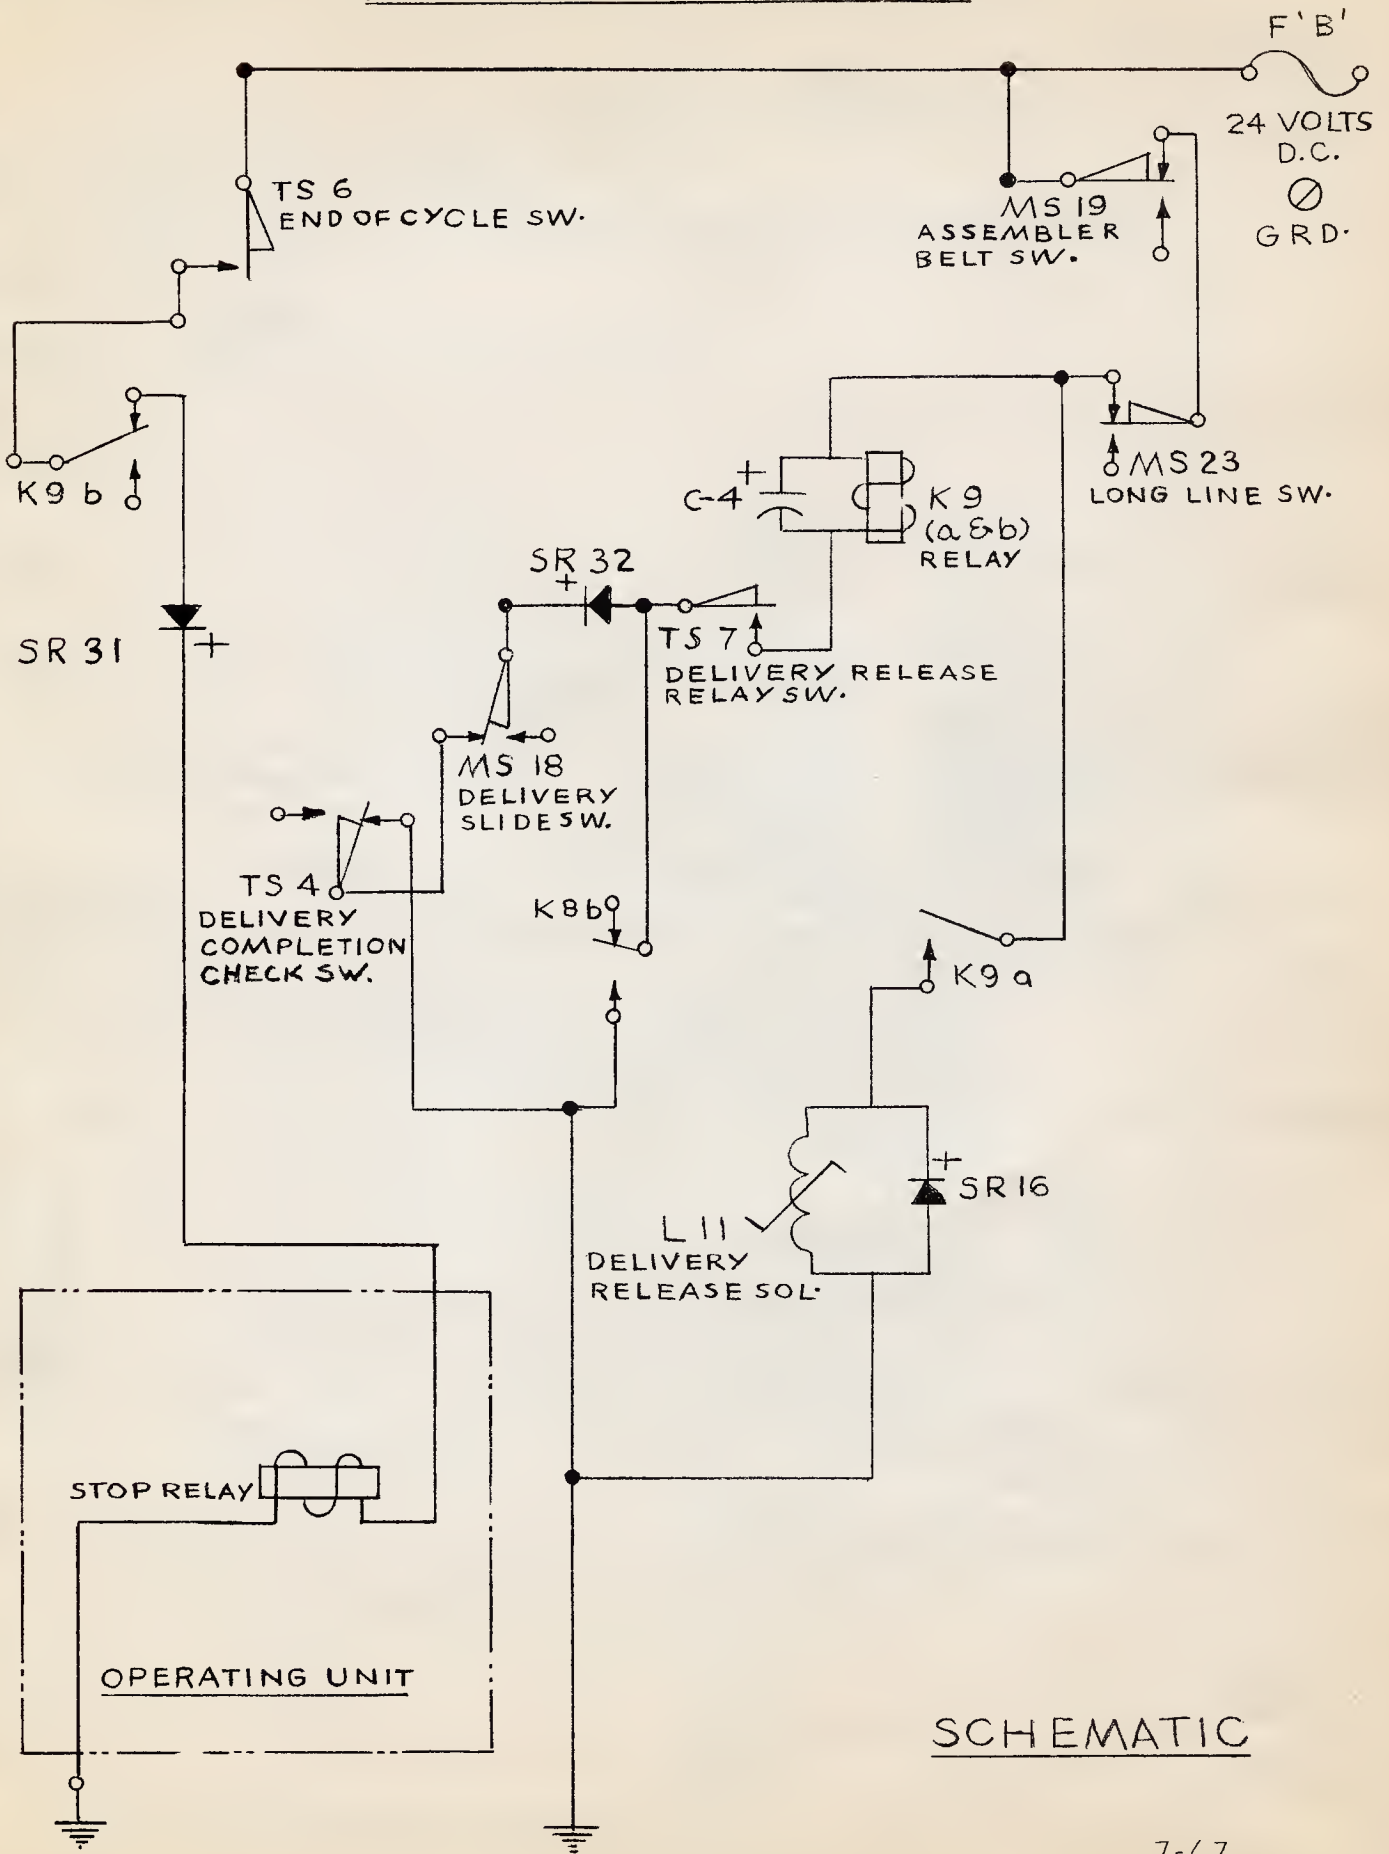 F 'B'
24 VOLTS
D.C.
GRD.
TS 6
END OF CYCLE SW.
MS 19
ASSEMBLER
BELT SW.
K9 b
+
C-4
K 9
(a & b)
RELAY
MS 23
LONG LINE SW.
SR 32
+
SR 31
+
TS 7
DELIVERY RELEASE
RELAY SW.
MS 18
DELIVERY
SLIDE SW.
TS 4
DELIVERY
COMPLETION
CHECK SW.
K8b
K9 a
+
SR 16
L 11
DELIVERY
RELEASE SOL.
STOP RELAY
OPERATING UNIT
SCHEMATIC